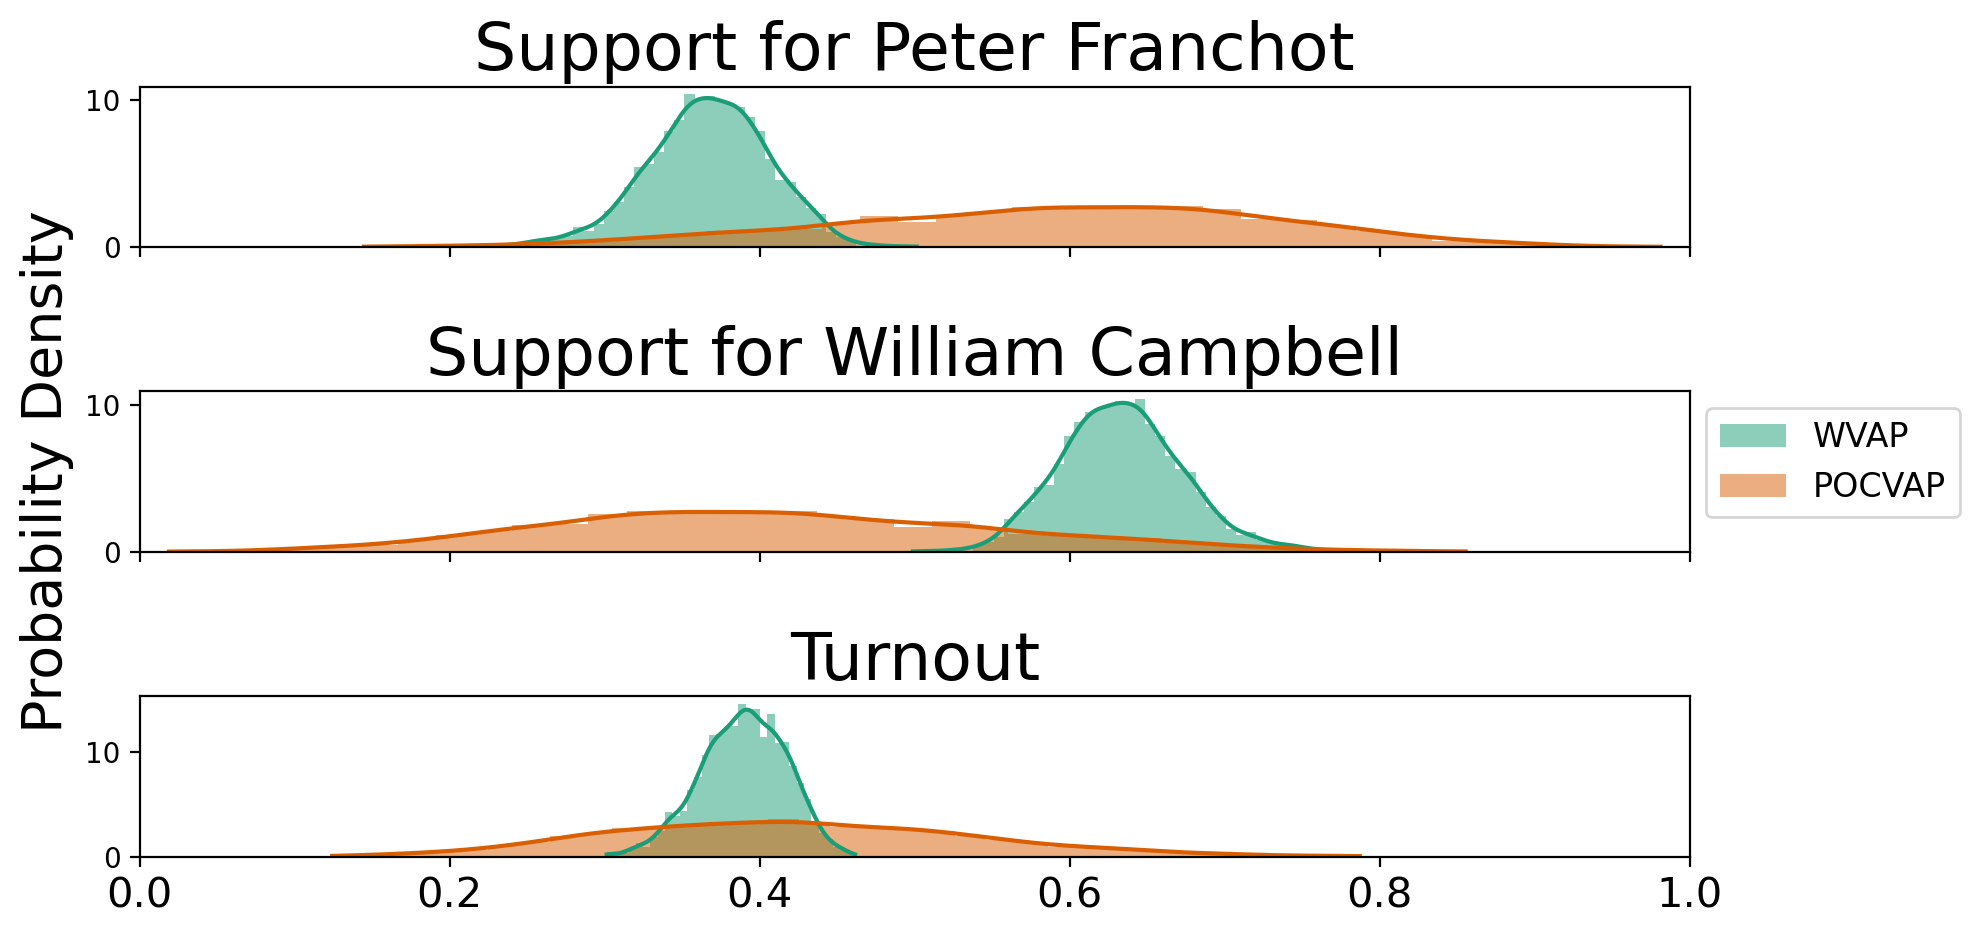 Support for Peter Franchot
10
0
Support for William Campbell
10
0
Probability Density
WVAP
POCVAP
Turnout
10
0
0.0 0.2 0.4 0.6 0.8 1.0